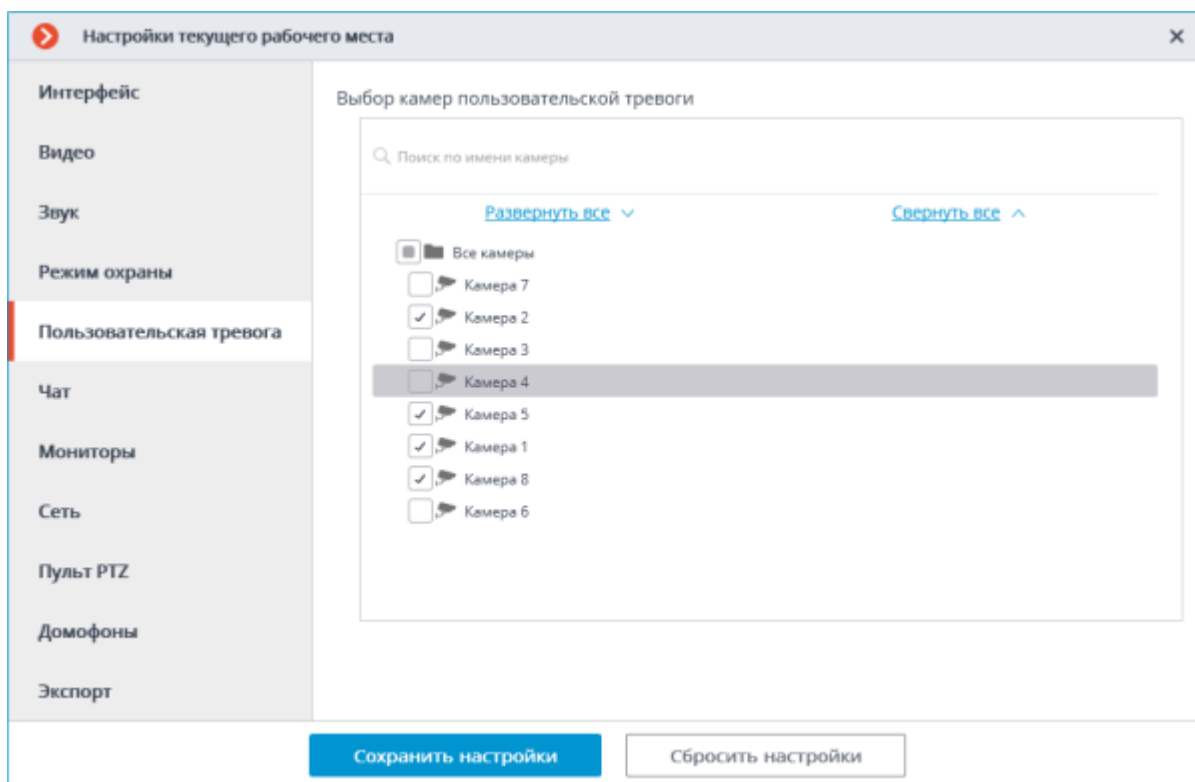 Настройки текущего рабочего места
Интерфейс
Видео
Звук
Режим охраны
Пользовательская тревога
Чат
Мониторы
Сеть
Пульт PTZ
Домофоны
Экспорт
Выбор камер пользовательской тревоги
Поиск по имени камеры
Развернуть все Свернуть все
Все камеры
Камера 7
Камера 2
Камера 3
Камера 4
Камера 5
Камера 1
Камера 8
Камера 6
Сохранить настройки Сбросить настройки